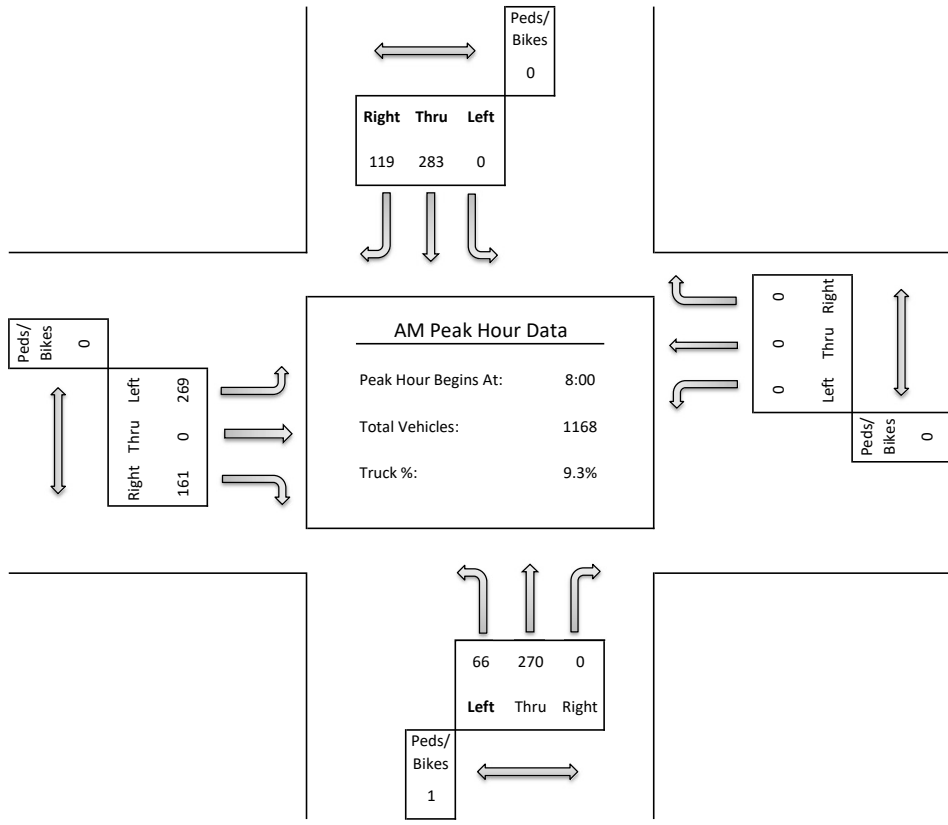 Peds/
Bikes
0
Right Thru Left
119 283 0
Peds/
Bikes
0
Left Thru Right
269 0 161
AM Peak Hour Data
Peak Hour Begins At: 8:00
Total Vehicles: 1168
Truck %: 9.3%
0 0 0
Left Thru Right
Peds/
Bikes
0
66 270 0
Left Thru Right
Peds/
Bikes
1